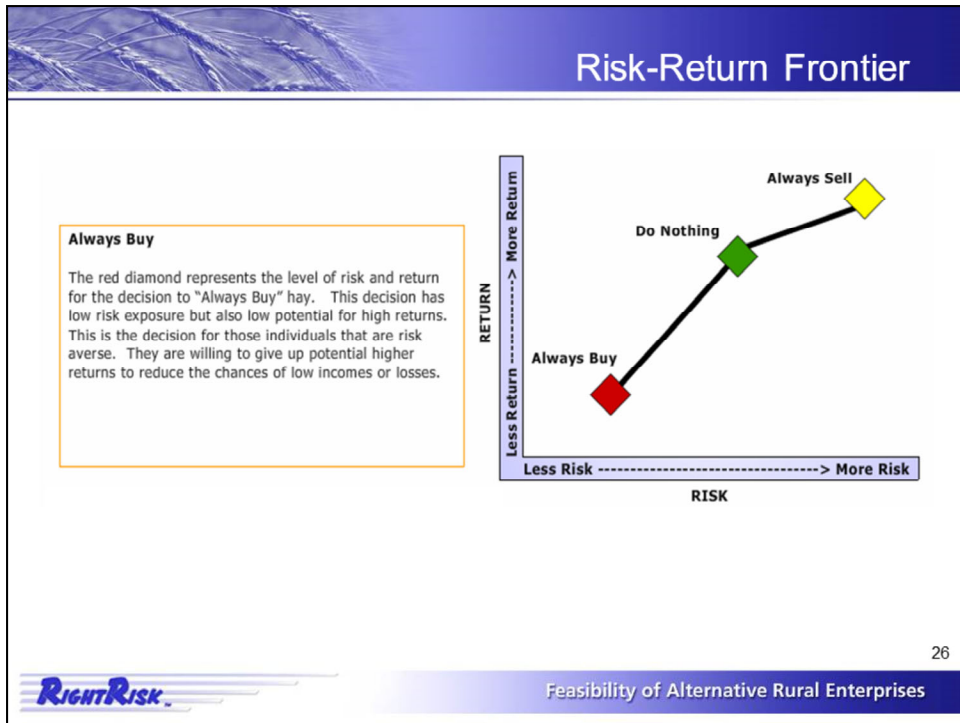 Risk-Return Frontier
Always Buy
The red diamond represents the level of risk and return
for the decision to "Always Buy" hay. This decision has
low risk exposure but also low potential for high returns.
This is the decision for those individuals that are risk
averse. They are willing to give up potential higher
returns to reduce the chances of low incomes or losses.
RETURN
Less Return -----------> More Return
Always Sell
Do Nothing
Always Buy
Less Risk ----------------------------------> More Risk
RISK
26
RIGHTRISK™
Feasibility of Alternative Rural Enterprises